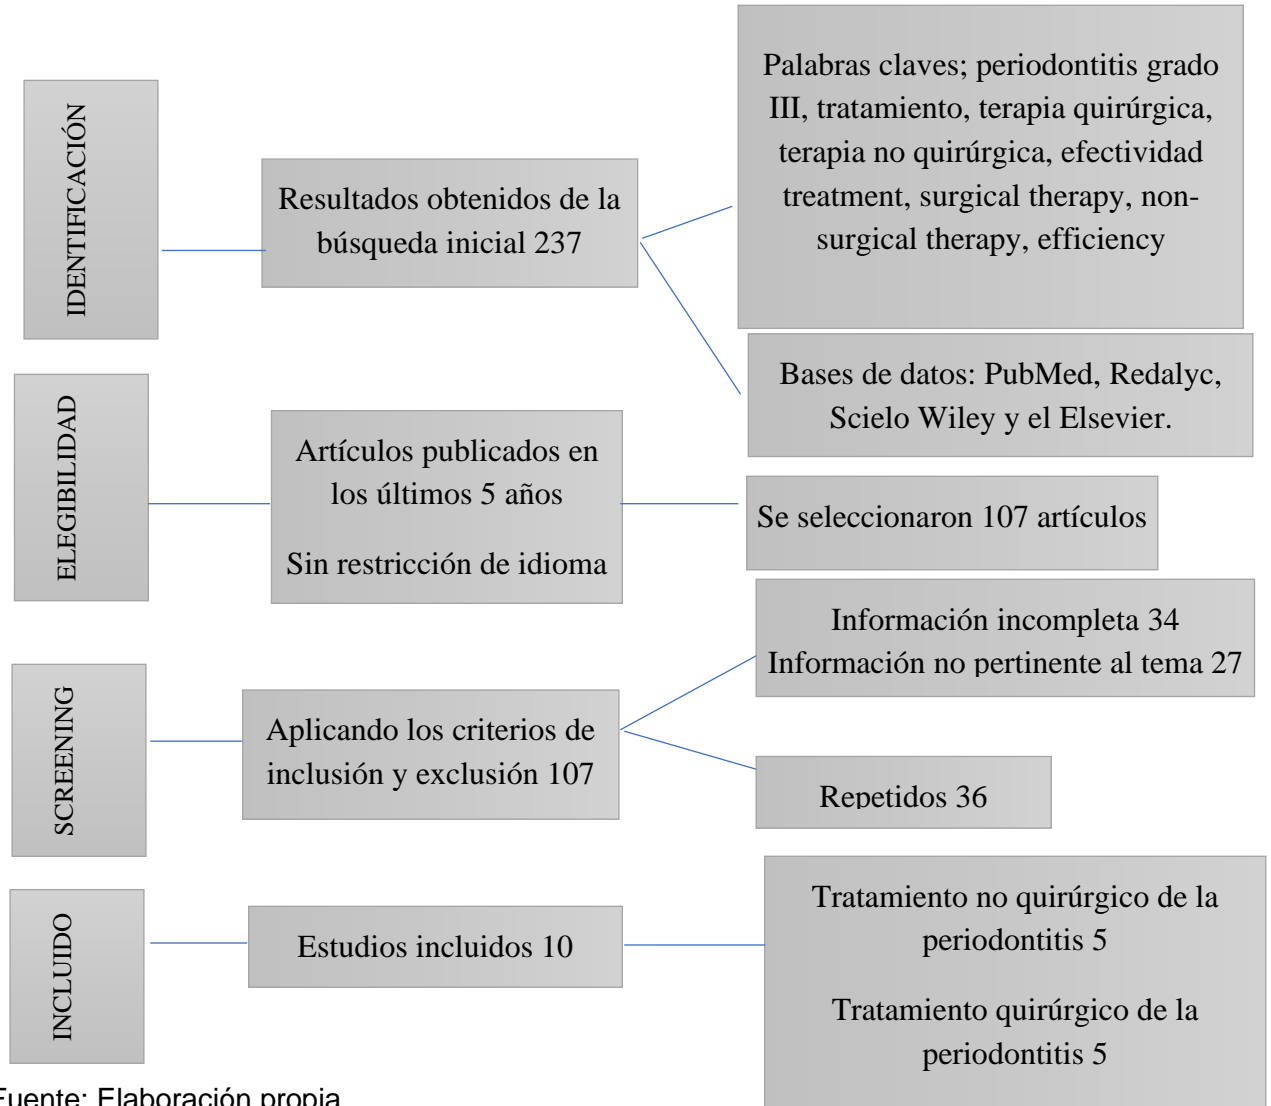 IDENTIFICACIÓN
Resultados obtenidos de la
búsqueda inicial 237
Palabras claves; periodontitis grado
III, tratamiento, terapia quirúrgica,
terapia no quirúrgica, efectividad
treatment, surgical therapy, non-
surgical therapy, efficiency
Bases de datos: PubMed, Redalyc,
Scielo Wiley y el Elsevier.
ELEGIBILIDAD
Artículos publicados en
los últimos 5 años
Sin restricción de idioma
Se seleccionaron 107 artículos
SCREENING
Aplicando los criterios de
inclusión y exclusión 107
Información incompleta 34
Información no pertinente al tema 27
Repetidos 36
INCLUIDO
Estudios incluidos 10
Tratamiento no quirúrgico de la
periodontitis 5
Tratamiento quirúrgico de la
periodontitis 5
Fuente: Elaboración propia